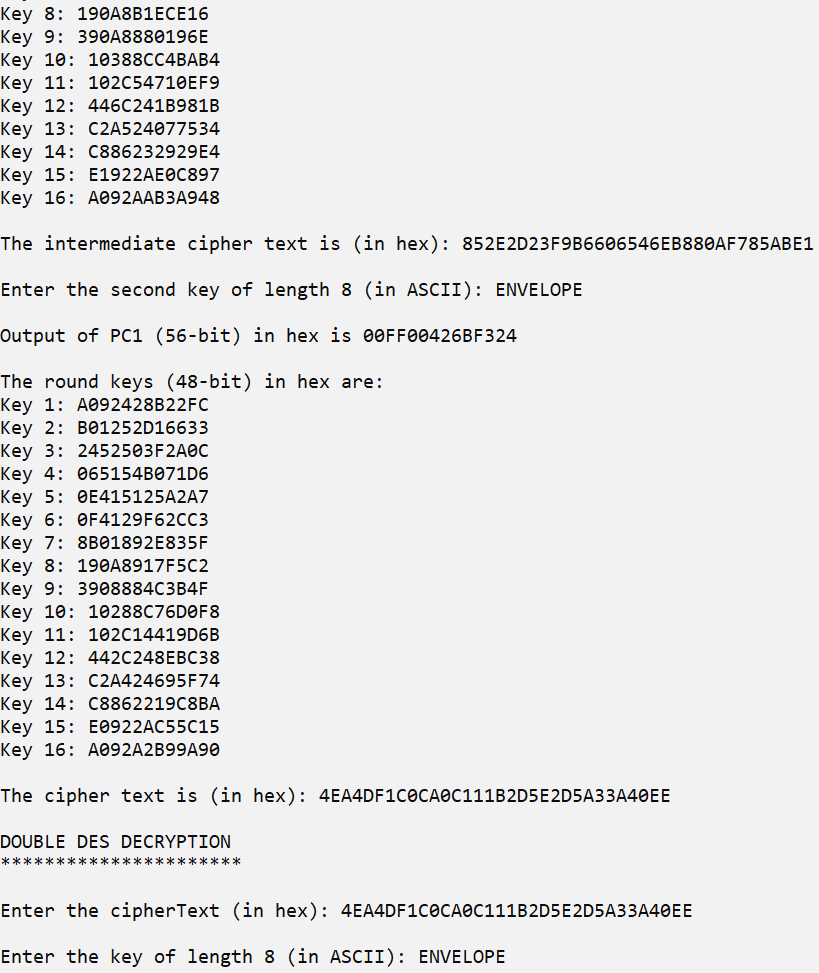 Key 8: 190A8B1ECE16
Key 9: 390A8880196E
Key 10: 10388CC4BAB4
Key 11: 102C54710EF9
Key 12: 446C241B981B
Key 13: C2A524077534
Key 14: C886232929E4
Key 15: E1922AE0C897
Key 16: A092AAB3A948
The intermediate cipher text is (in hex): 852E2D23F9B6606546EB880AF785ABE1
Enter the second key of length 8 (in ASCII): ENVELOPE
Output of PC1 (56-bit) in hex is 00FF00426BF324
The round keys (48-bit) in hex are:
Key 1: A092428B22FC
Key 2: B01252D16633
Key 3: 2452503F2A0C
Key 4: 065154B071D6
Key 5: 0E415125A2A7
Key 6: 0F4129F62CC3
Key 7: 8B01892E835F
Key 8: 190A8917F5C2
Key 9: 3908884C3B4F
Key 10: 10288C76D0F8
Key 11: 102C14419D6B
Key 12: 442C248EBC38
Key 13: C2A424695F74
Key 14: C8862219C8BA
Key 15: E0922AC55C15
Key 16: A092A2B99A90
The cipher text is (in hex): 4EA4DF1C0CA0C111B2D5E2D5A33A40EE
DOUBLE DES DECRYPTION
**********************
Enter the cipherText (in hex): 4EA4DF1C0CA0C111B2D5E2D5A33A40EE
Enter the key of length 8 (in ASCII): ENVELOPE